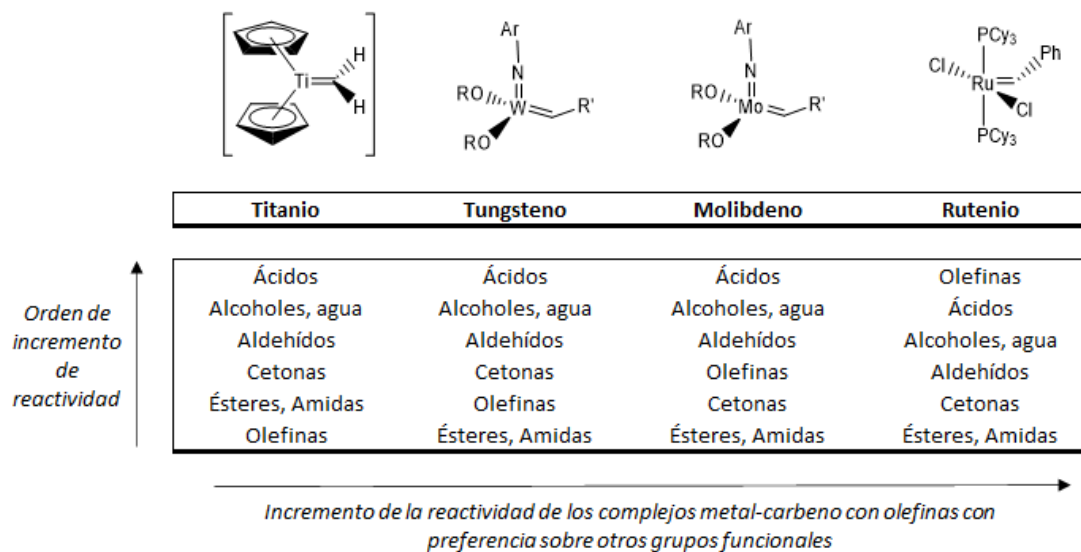 Ti H H
Ar N RO W R' RO
Ar N RO Mo R' RO
PCy3 Cl Ru Ph Cl PCy3
Titanio Tungsteno Molibdeno Rutenio
Orden de
incremento
de
reactividad
Ácidos Ácidos Ácidos Olefinas
Alcoholes, agua Alcoholes, agua Alcoholes, agua Ácidos
Aldehídos Aldehídos Aldehídos Alcoholes, agua
Cetonas Cetonas Olefinas Aldehídos
Ésteres, Amidas Olefinas Cetonas Cetonas
Olefinas Ésteres, Amidas Ésteres, Amidas Ésteres, Amidas
Incremento de la reactividad de los complejos metal-carbeno con olefinas con
preferencia sobre otros grupos funcionales